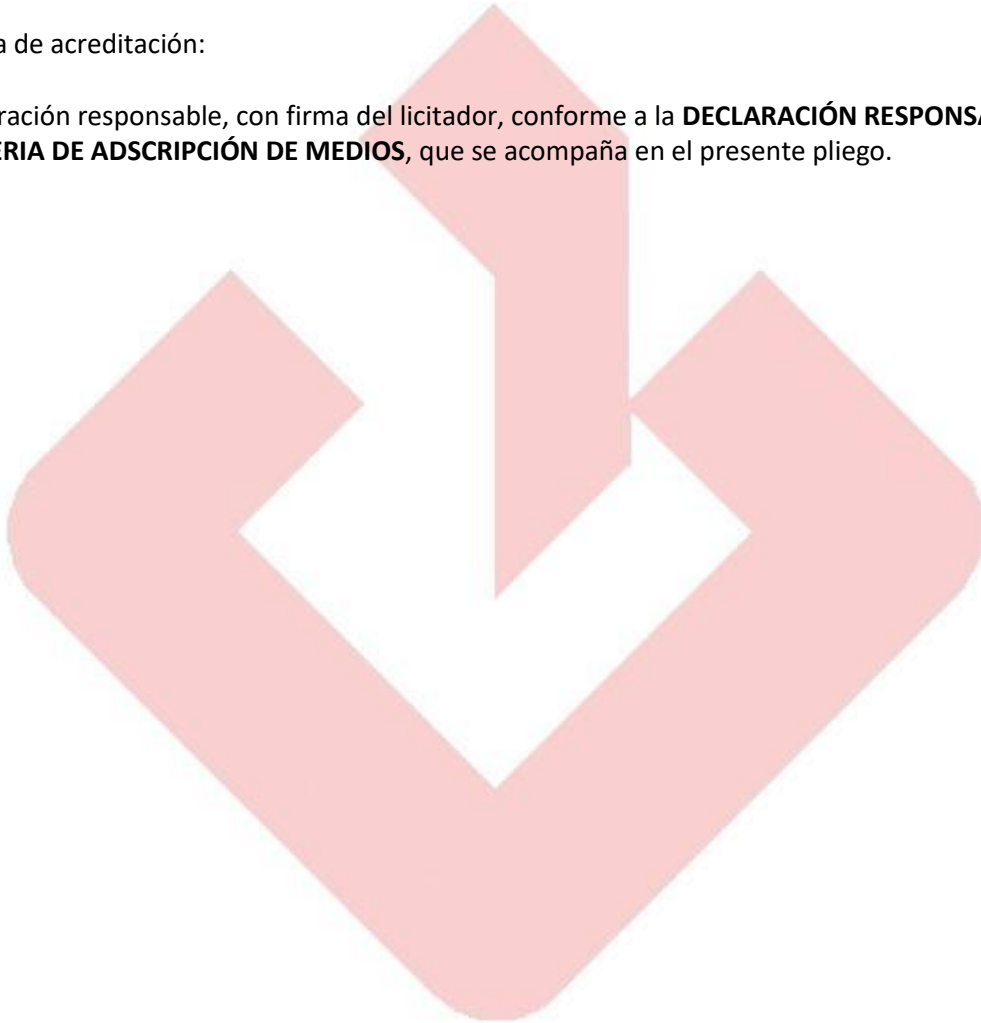 a de acreditación:
ración responsable, con firma del licitador, conforme a la DECLARACIÓN RESPONSA
ERIA DE ADSCRIPCIÓN DE MEDIOS, que se acompaña en el presente pliego.